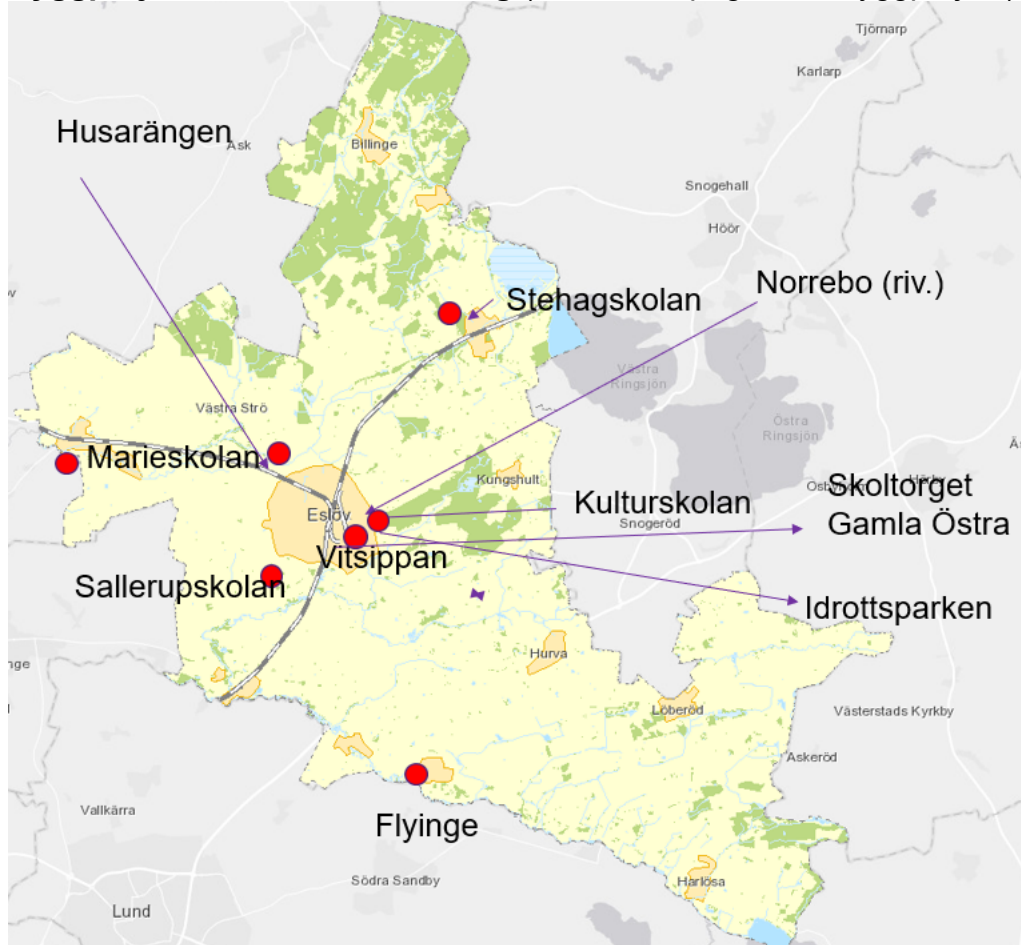 Tjörnarp
Karlarp
Husarängen
Ask
Billinge
Snogehall
Höör
Norrebo (riv.)
Stehagskolan
Västra
Ringsjön
Västra Strö
Östra
Ringsjön
Marieskolan
Kungshult
Skoltorget
Kulturskolan
Eslöv
Snogeröd
Gamla Östra
Vitsippan
Sallerupskolan
Idrottsparken
Hurva
Löberöd
Västerstads Kyrkby
Askeröd
Vallkärra
Flyinge
Södra Sandby
Harlösa
Lund